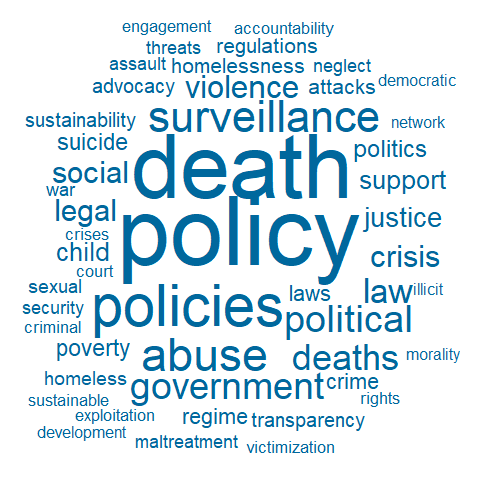 engagement
accountability
threats regulations
assault homelessness neglect
advocacy violence attacks democratic
sustainability surveillance network
suicide death politics
social support
war
legal policy justice
crises
child crisis
court
sexual policies laws law illicit
security political
criminal
poverty abuse deaths morality
homeless government crime
sustainable rights
exploitation regime transparency
development
maltreatment victimization